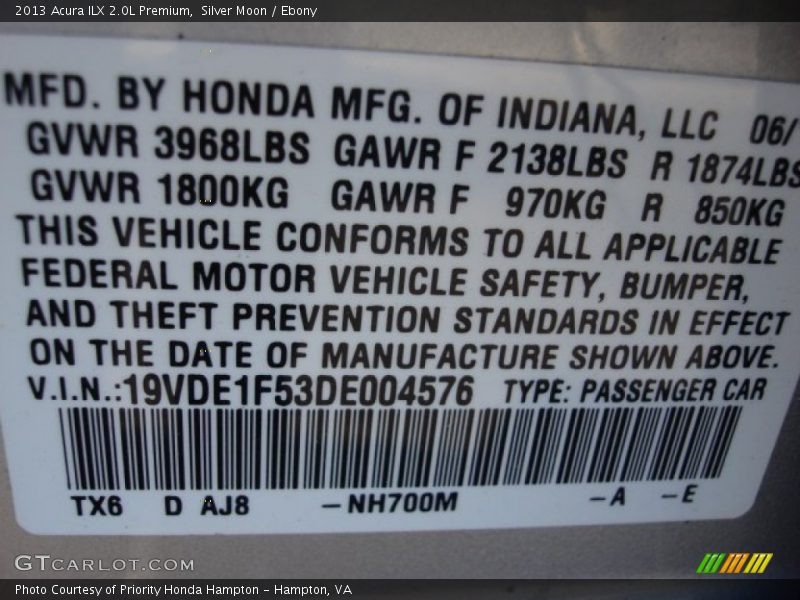 2013 Acura ILX 2.0L Premium,  Silver Moon / Ebony
MFD. BY HONDA MFG. OF INDIANA, LLC 06/
GVWR 3968LBS GAWR F 2138LBS R 1874LBS
GVWR 1800KG GAWR F 970KG R 850KG
THIS VEHICLE CONFORMS TO ALL APPLICABLE
FEDERAL MOTOR VEHICLE SAFETY, BUMPER,
AND THEFT PREVENTION STANDARDS IN EFFECT
ON THE DATE OF MANUFACTURE SHOWN ABOVE.
V.I.N.:19VDE1F53DE004576 TYPE: PASSENGER CAR
TX6 D AJ8 –NH700M –A –E
GTCARLOT.COM
Photo Courtesy of Priority Honda Hampton – Hampton, VA